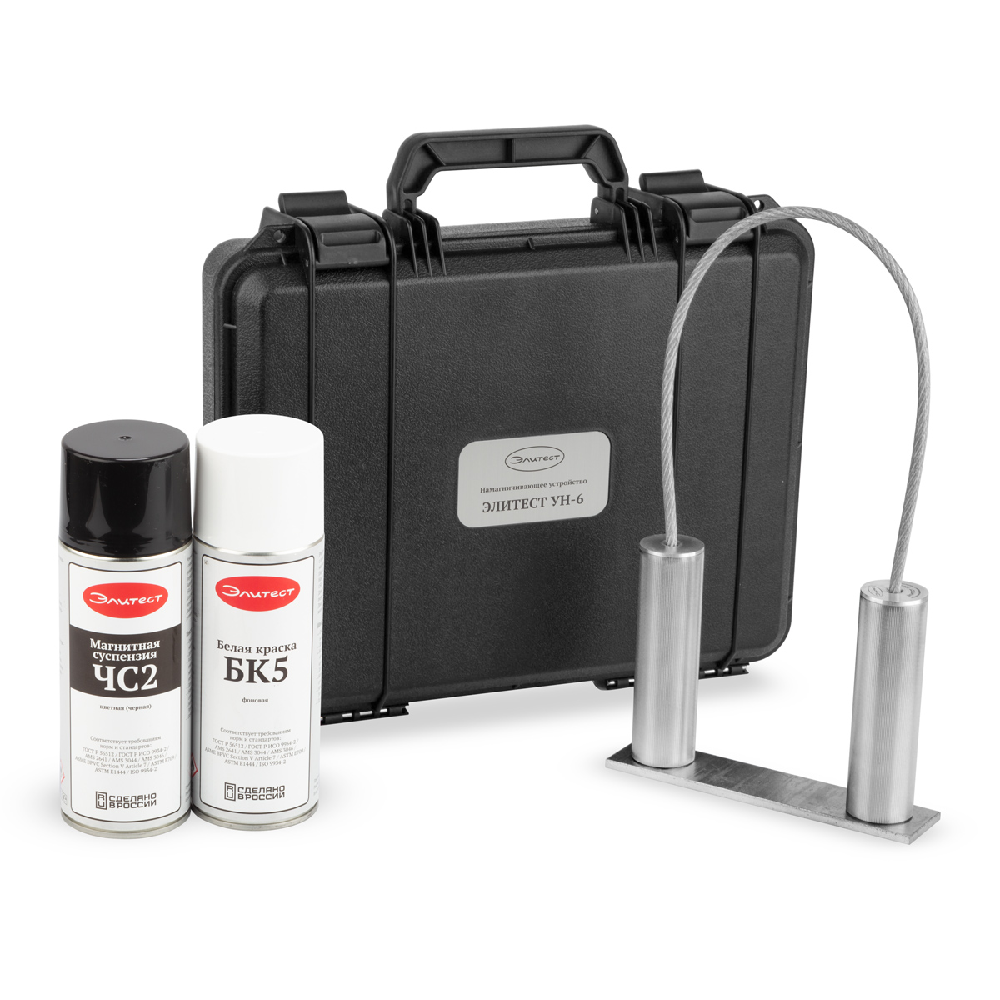 Элитест
Намагничивающее устройство
ЭЛИТЕСТ УН-6
Элитест
Магнитная
суспензия
ЧС2
цветная (черная)
Соответствует требованиям
норм и стандартов:
ГОСТ Р 56512 / ГОСТ Р ИСО 9934-2 /
AMS 2641 / AMS 3044 / AMS 3046 /
ASME BPVC Section V Article 7 / ASTM E709 /
ASTM E1444 / ISO 9934-2
RU СДЕЛАНО
В РОССИИ
Элитест
Белая краска
БК5
фоновая
Соответствует требованиям
норм и стандартов:
ГОСТ Р 56512 / ГОСТ Р ИСО 9934-2 /
AMS 2641 / AMS 3044 / AMS 3046 /
ASME BPVC Section V Article 7 / ASTM E709 /
ASTM E1444 / ISO 9934-2
RU СДЕЛАНО
В РОССИИ